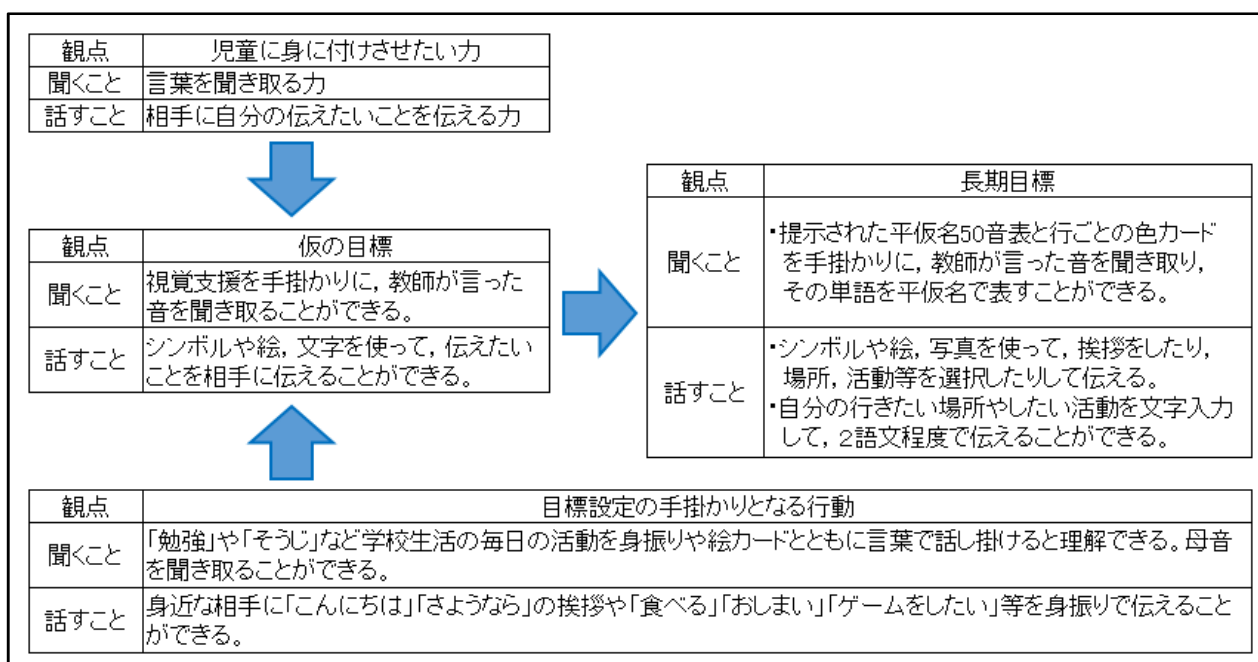 観点 児童に身に付けさせたい力
聞くこと 言葉を聞き取る力
話すこと 相手に自分の伝えたいことを伝える力
観点 仮の目標
聞くこと 視覚支援を手掛かりに，教師が言った
音を聞き取ることができる。
話すこと シンボルや絵，文字を使って，伝えたい
ことを相手に伝えることができる。
観点 長期目標
聞くこと ・提示された平仮名50音表と行ごとの色カード
を手掛かりに，教師が言った音を聞き取り，
その単語を平仮名で表すことができる。
話すこと ・シンボルや絵，写真を使って，挨拶をしたり，
場所，活動等を選択したりして伝える。
・自分の行きたい場所やしたい活動を文字入力
して，２語文程度で伝えることができる。
観点 目標設定の手掛かりとなる行動
聞くこと 「勉強」や「そうじ」など学校生活の毎日の活動を身振りや絵カードとともに言葉で話し掛けると理解できる。母音
を聞き取ることができる。
話すこと 身近な相手に「こんにちは」「さようなら」の挨拶や「食べる」「おしまい」「ゲームをしたい」等を身振りで伝えること
ができる。